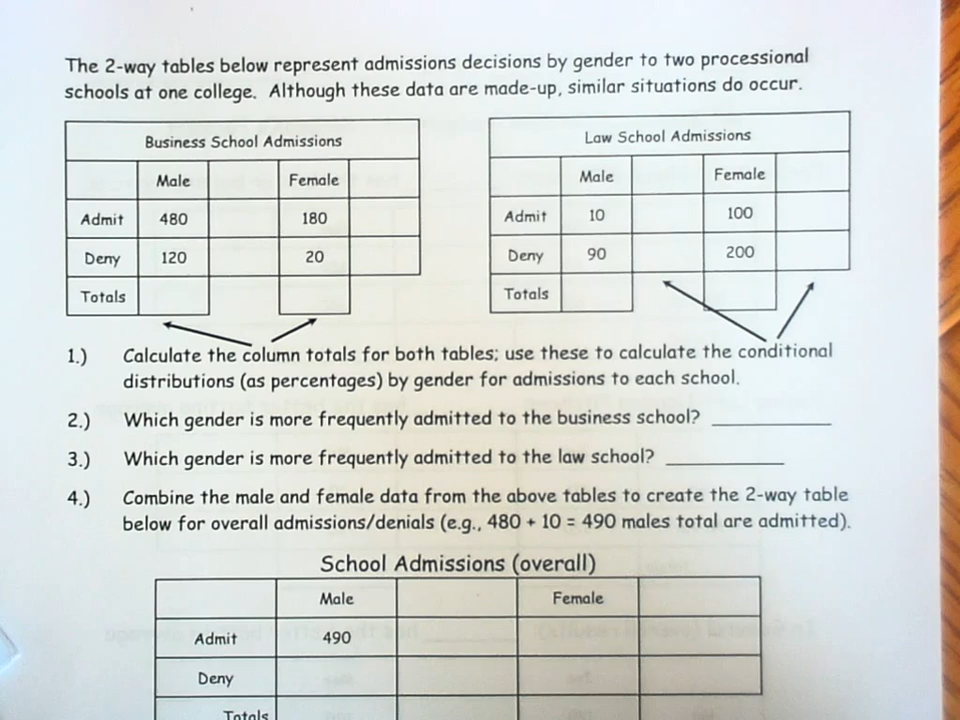 The 2-way tables below represent admissions decisions by gender to two processional
schools at one college. Although these data are made-up, similar situations do occur.
Business School Admissions
Male Female
Admit 480 180
Deny 120 20
Totals
Law School Admissions
Male Female
Admit 10 100
Deny 90 200
Totals
1.) Calculate the column totals for both tables; use these to calculate the conditional
distributions (as percentages) by gender for admissions to each school.
2.) Which gender is more frequently admitted to the business school? ____________
3.) Which gender is more frequently admitted to the law school? ____________
4.) Combine the male and female data from the above tables to create the 2-way table
below for overall admissions/denials (e.g., 480 + 10 = 490 males total are admitted).
School Admissions (overall)
Male Female
Admit 490
Deny
Totals